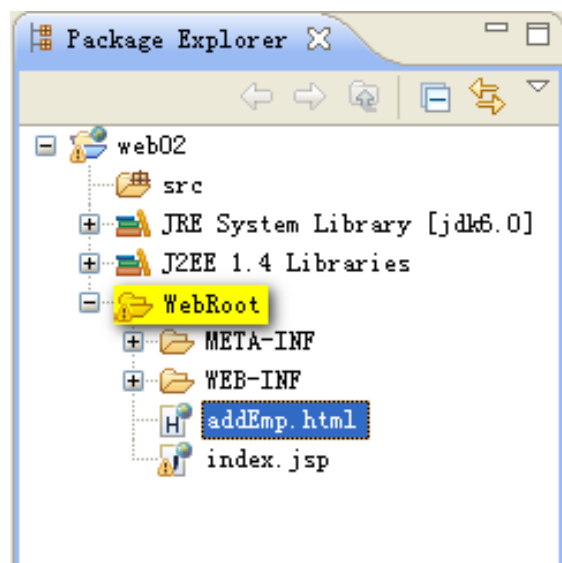 Package Explorer
web02
src
JRE System Library [jdk6.0]
J2EE 1.4 Libraries
WebRoot
META-INF
WEB-INF
addEmp.html
index.jsp